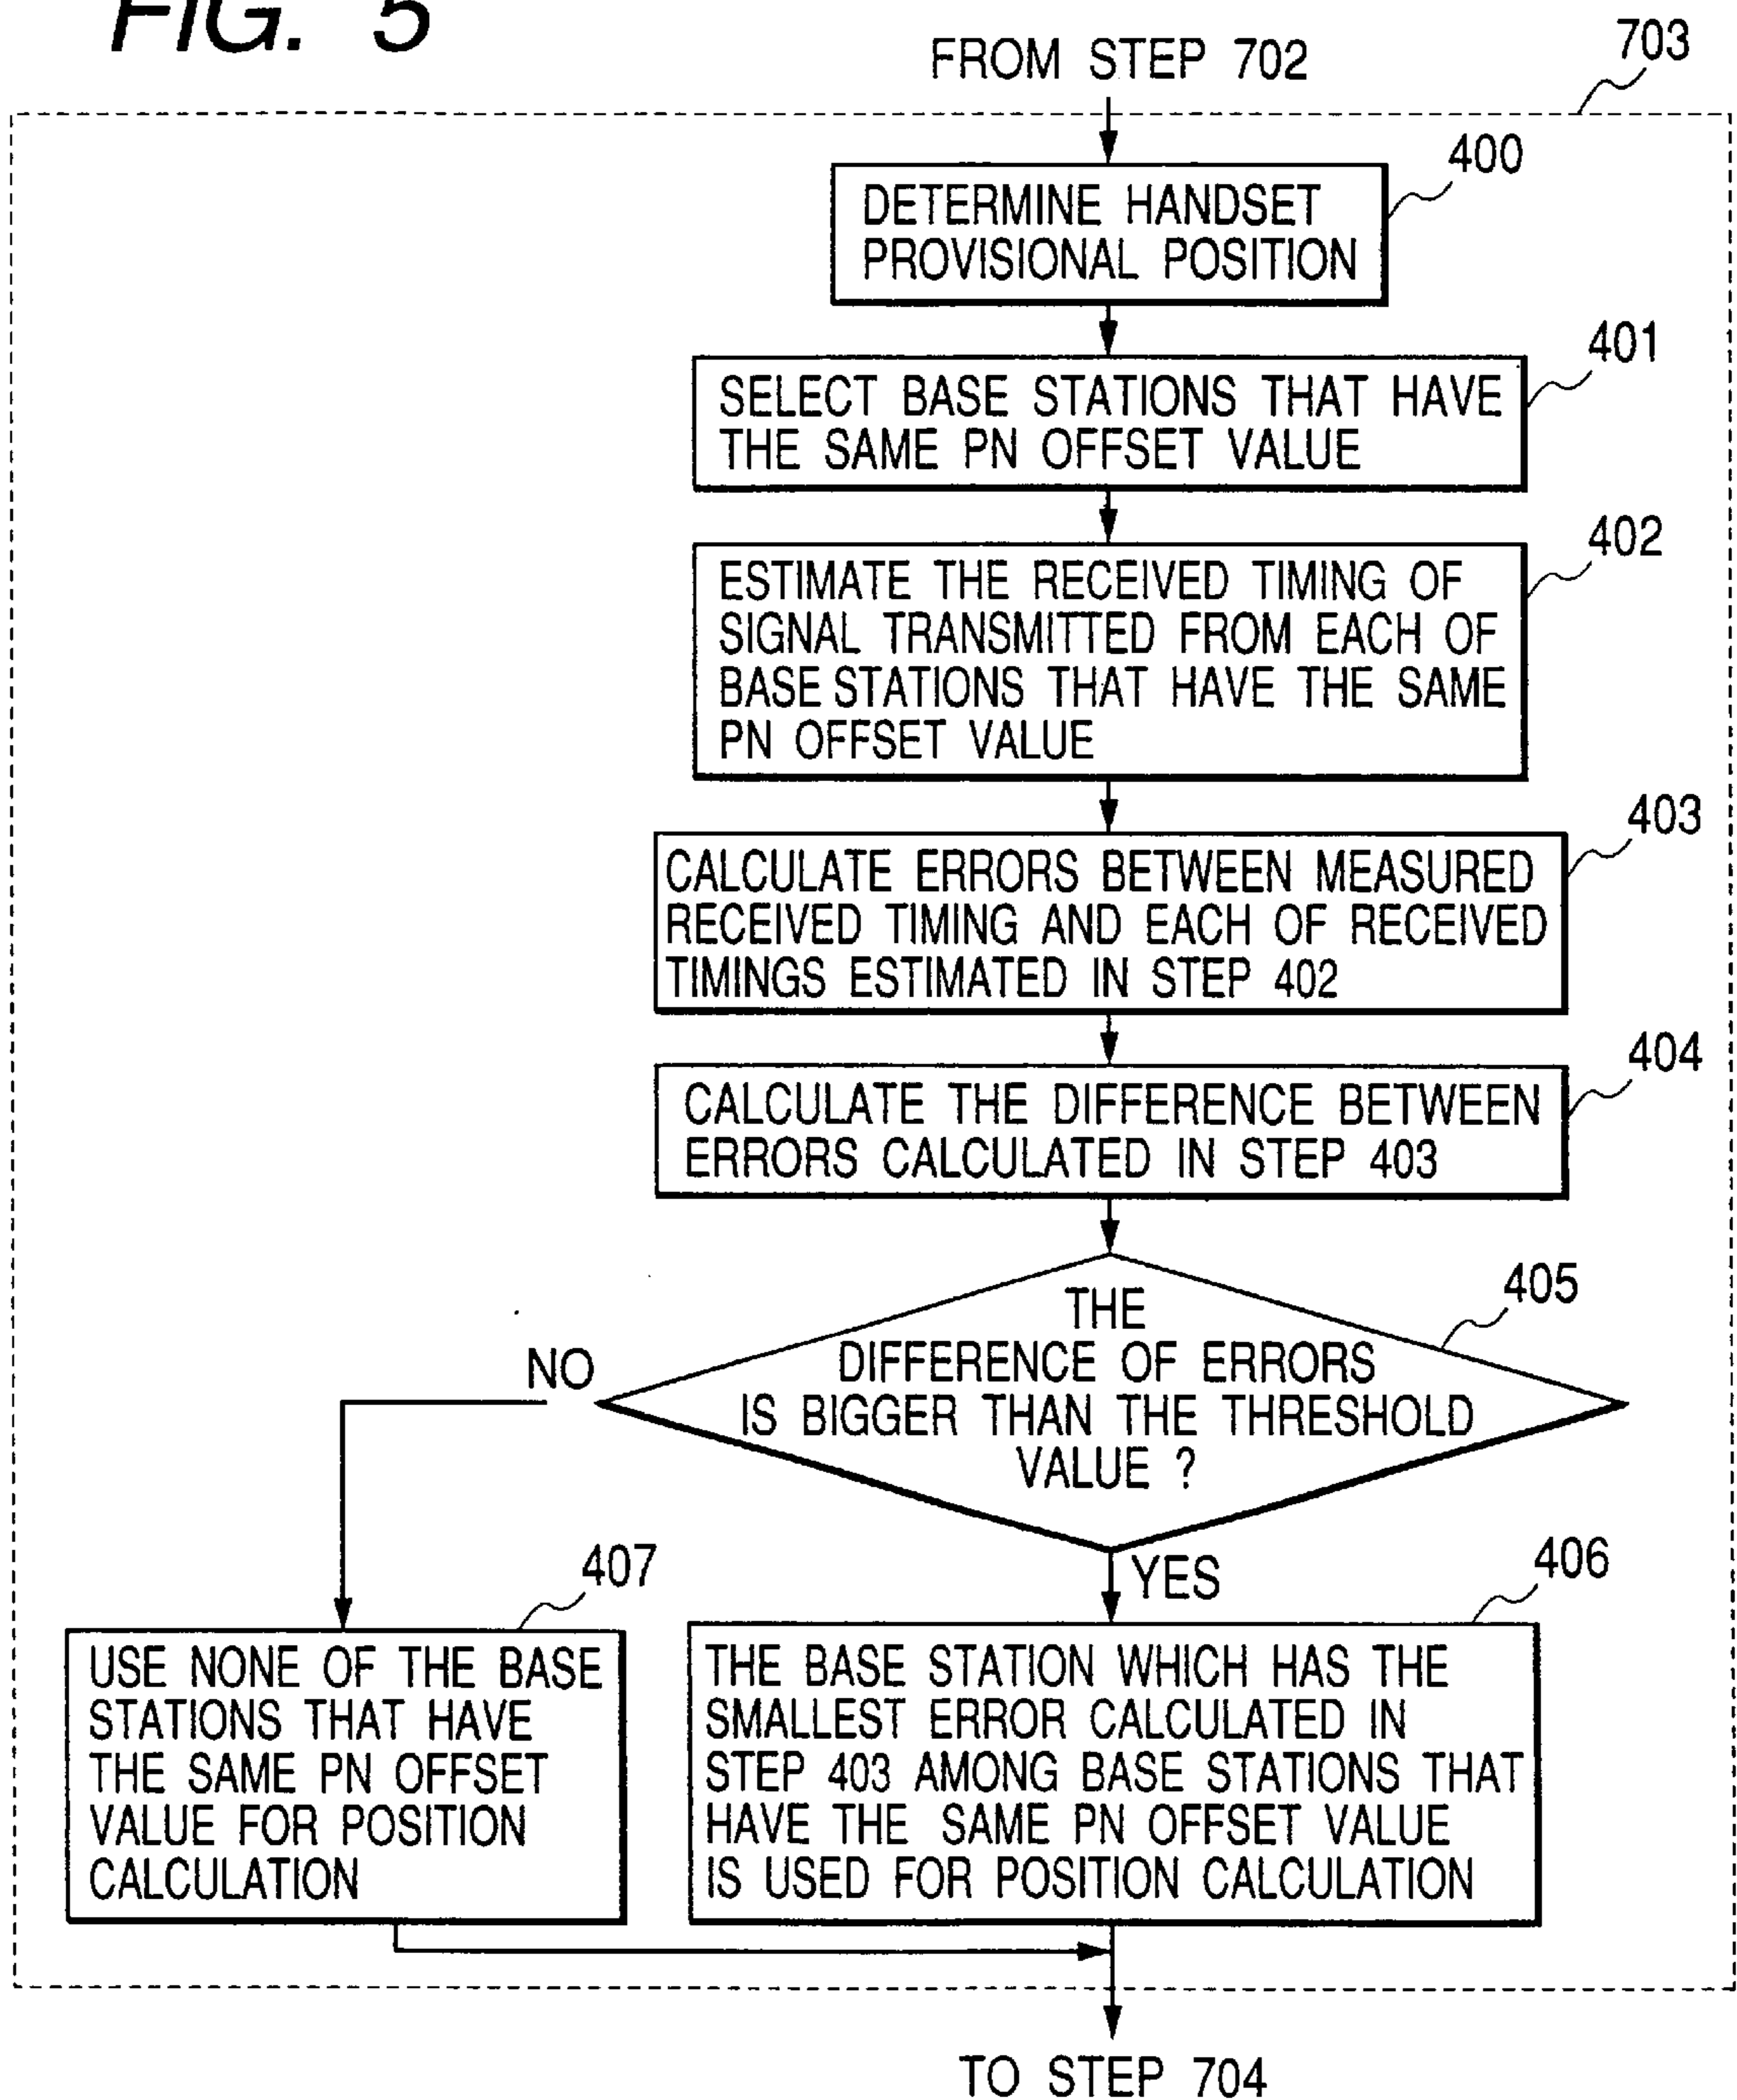 FIG. 5
FROM STEP 702
703
400
DETERMINE HANDSET
PROVISIONAL POSITION
401
SELECT BASE STATIONS THAT HAVE
THE SAME PN OFFSET VALUE
402
ESTIMATE THE RECEIVED TIMING OF
SIGNAL TRANSMITTED FROM EACH OF
BASE STATIONS THAT HAVE THE SAME
PN OFFSET VALUE
403
CALCULATE ERRORS BETWEEN MEASURED
RECEIVED TIMING AND EACH OF RECEIVED
TIMINGS ESTIMATED IN STEP 402
404
CALCULATE THE DIFFERENCE BETWEEN
ERRORS CALCULATED IN STEP 403
405
THE
DIFFERENCE OF ERRORS
IS BIGGER THAN THE THRESHOLD
VALUE ?
NO
YES
407
USE NONE OF THE BASE
STATIONS THAT HAVE
THE SAME PN OFFSET
VALUE FOR POSITION
CALCULATION
406
THE BASE STATION WHICH HAS THE
SMALLEST ERROR CALCULATED IN
STEP 403 AMONG BASE STATIONS THAT
HAVE THE SAME PN OFFSET VALUE
IS USED FOR POSITION CALCULATION
TO STEP 704